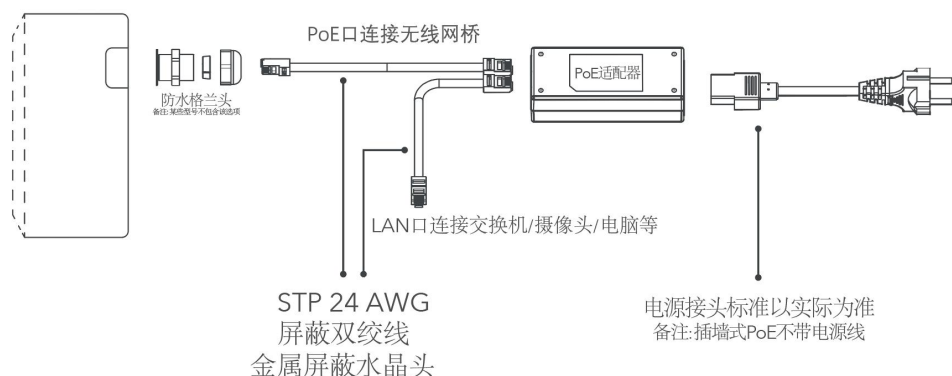 PoE口连接无线网桥
PoE适配器
防水格兰头
备注:某些型号不包含该选项
LAN口连接交换机/摄像头/电脑等
STP 24 AWG
屏蔽双绞线
金属屏蔽水晶头
电源接头标准以实际为准
备注:插墙式PoE不带电源线